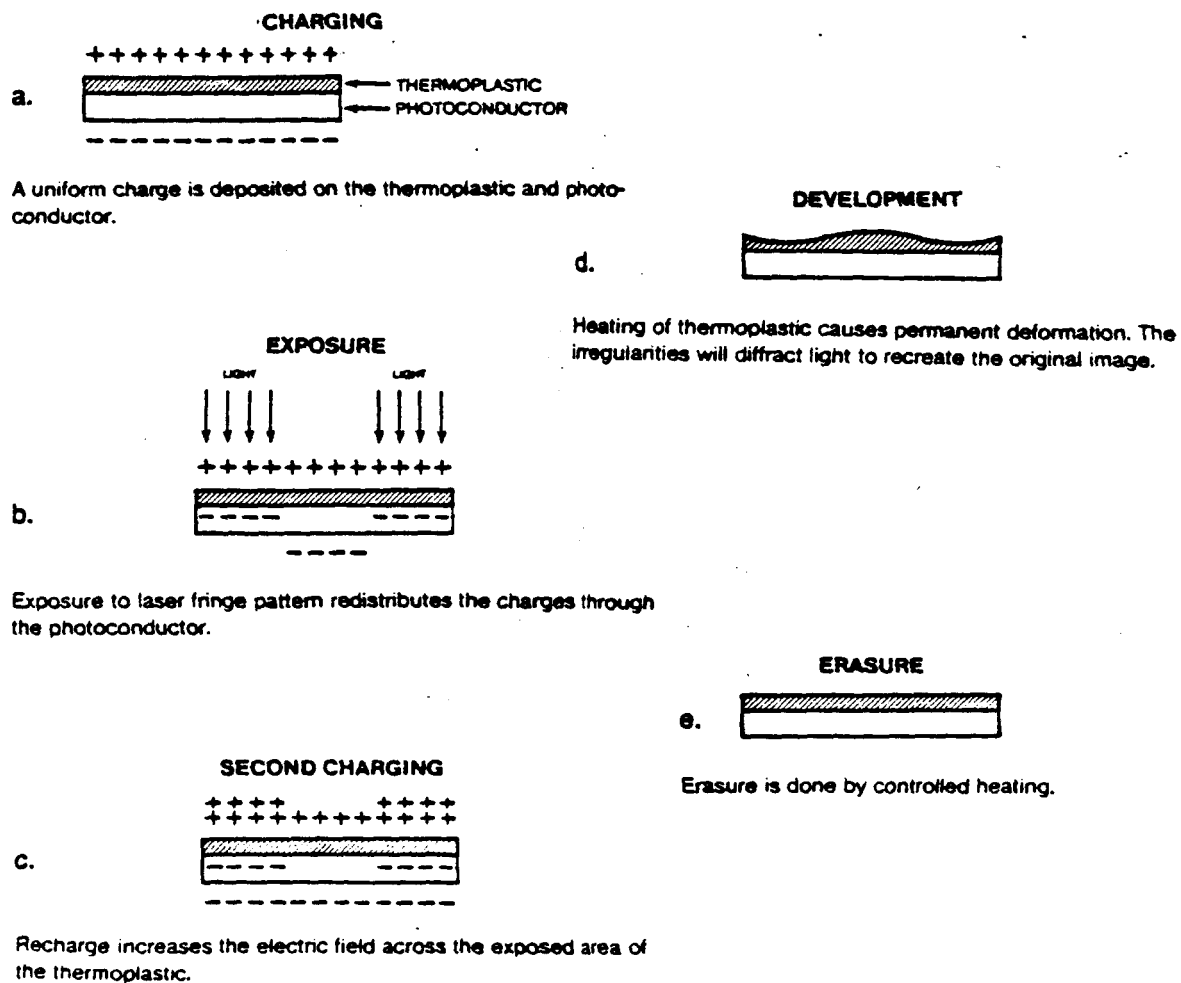 CHARGING
+ + + + + + + + + + + +
a.
THERMOPLASTIC
PHOTOCONDUCTOR
– – – – – – – – – – – –
A uniform charge is deposited on the thermoplastic and photo-
conductor.
EXPOSURE
LIGHT LIGHT
+ + + + + + + + + + + +
b.
– – – – – – – –
– – – –
Exposure to laser fringe pattern redistributes the charges through
the photoconductor.
SECOND CHARGING
+ + + + + + + +
+ + + + + + + + + + + +
c.
– – – – – – – –
– – – – – – – – – – – –
Recharge increases the electric field across the exposed area of
the thermoplastic.
DEVELOPMENT
d.
Heating of thermoplastic causes permanent deformation. The
irregularities will diffract light to recreate the original image.
ERASURE
e.
Erasure is done by controlled heating.